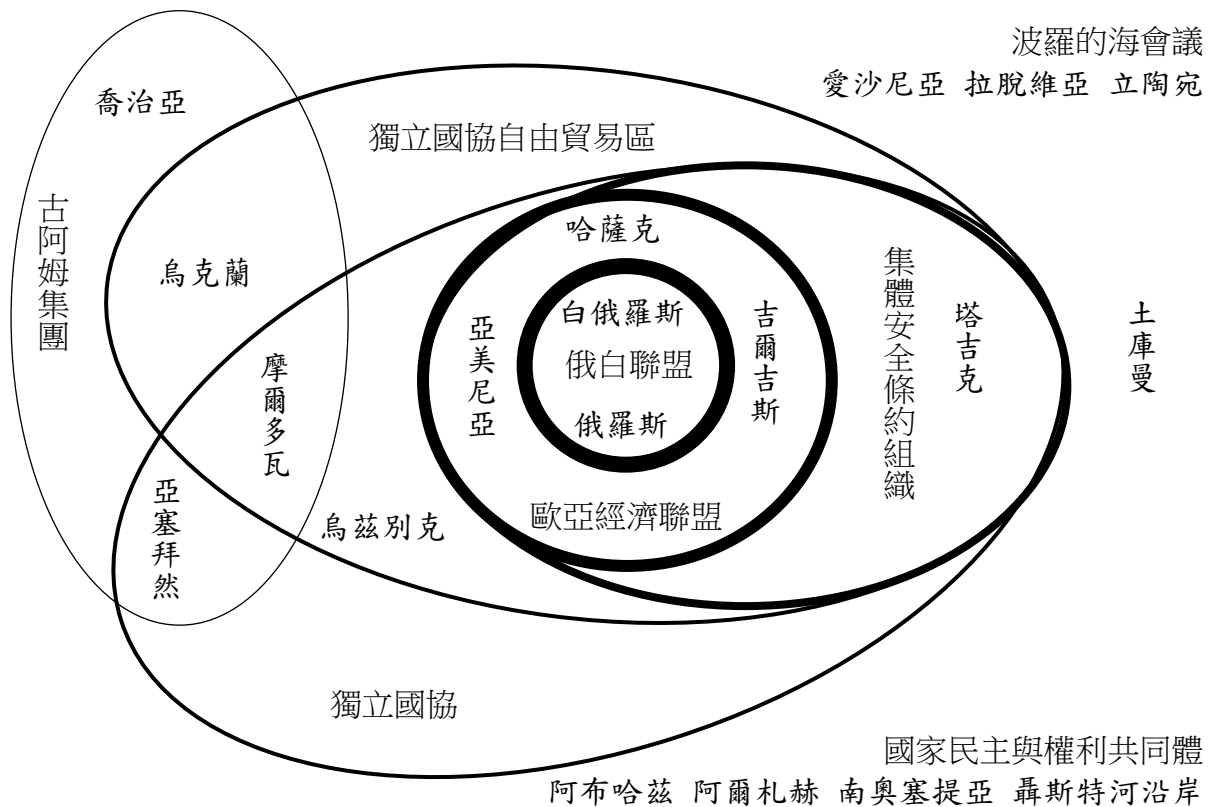 波羅的海會議
愛沙尼亞 拉脫維亞 立陶宛
喬治亞
獨立國協自由貿易區
古阿姆集團
烏克蘭
哈薩克
白俄羅斯
俄白聯盟
俄羅斯
亞美尼亞
吉爾吉斯
集體安全條約組織
塔吉克
土庫曼
摩爾多瓦
亞塞拜然
烏茲別克
歐亞經濟聯盟
獨立國協
國家民主與權利共同體
阿布哈茲 阿爾札赫 南奧塞提亞 聶斯特河沿岸